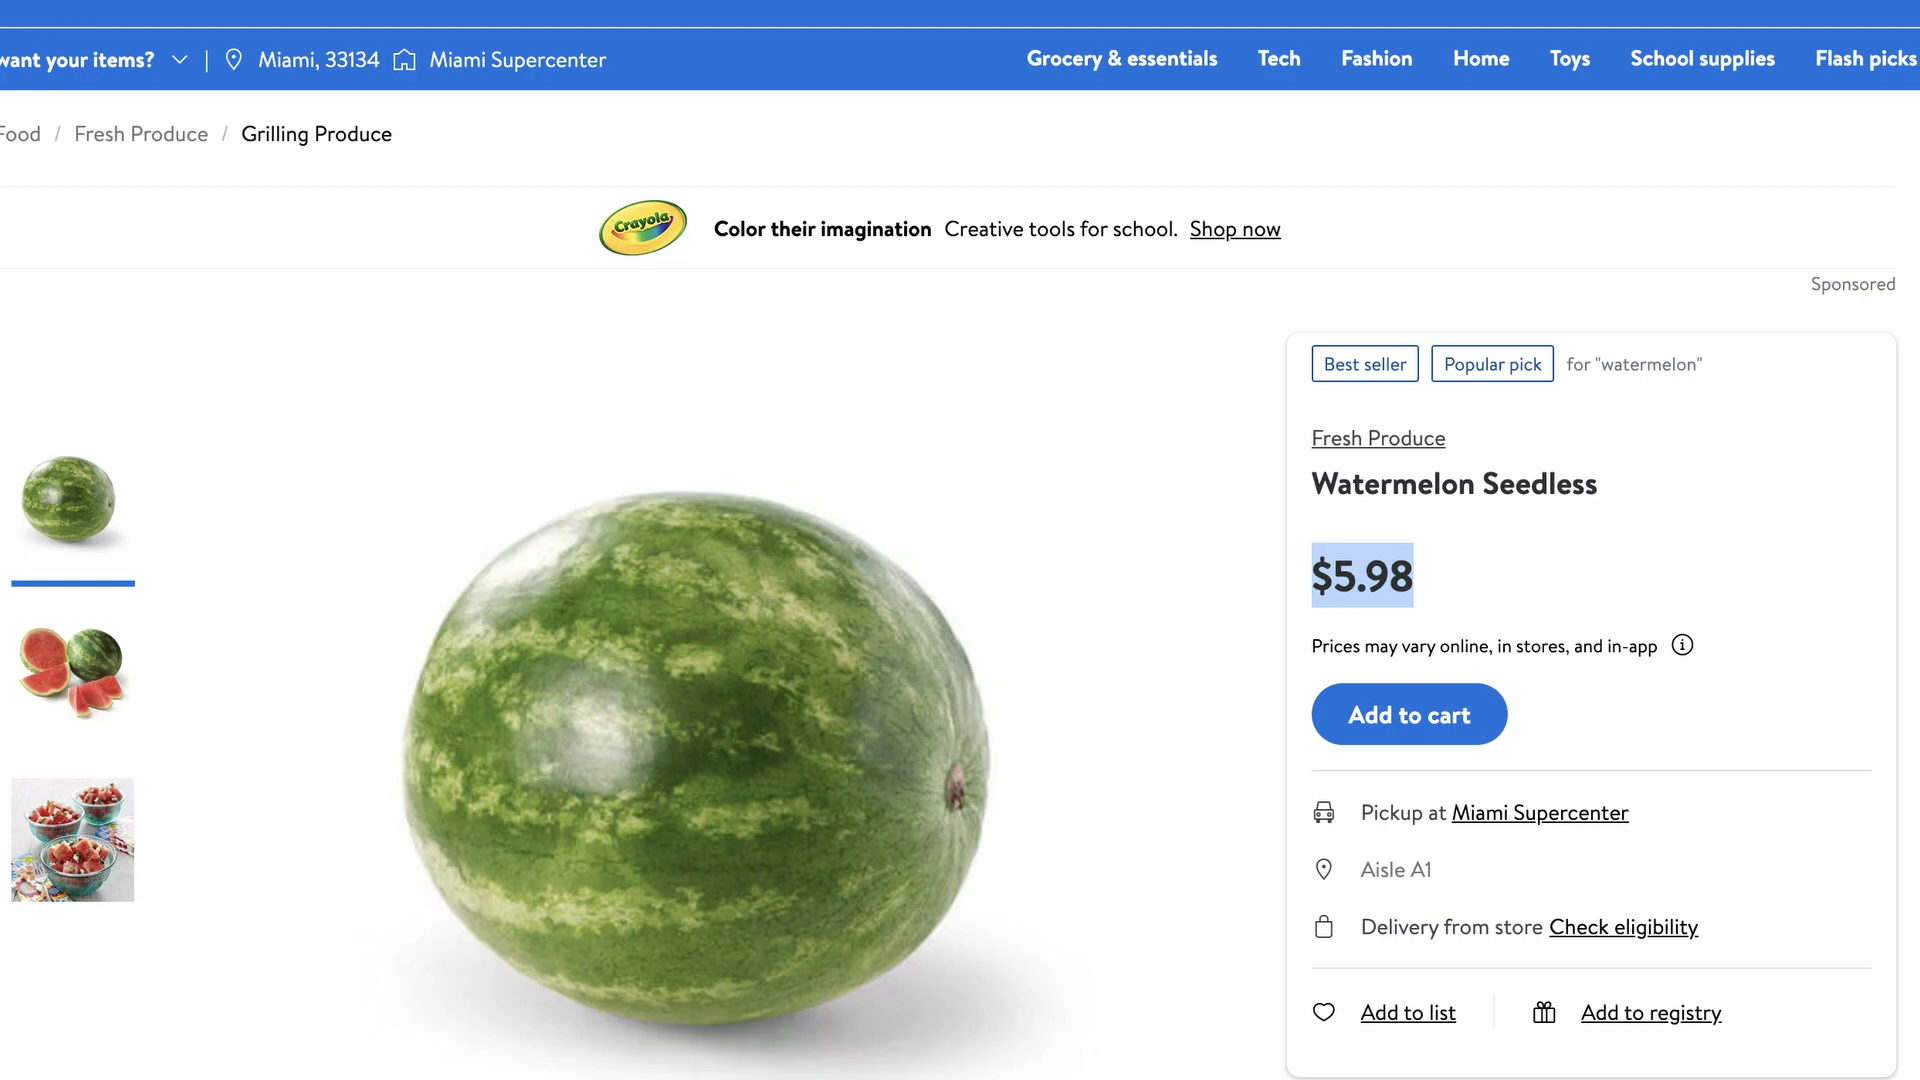 want your items? | Miami, 33134 Miami Supercenter Grocery & essentials Tech Fashion Home Toys School supplies Flash picks
Food / Fresh Produce / Grilling Produce
Crayola Color their imagination Creative tools for school. Shop now
Sponsored
Best seller Popular pick for "watermelon"
Fresh Produce
Watermelon Seedless
$5.98
Prices may vary online, in stores, and in-app
Add to cart
Pickup at Miami Supercenter
Aisle A1
Delivery from store Check eligibility
Add to list Add to registry